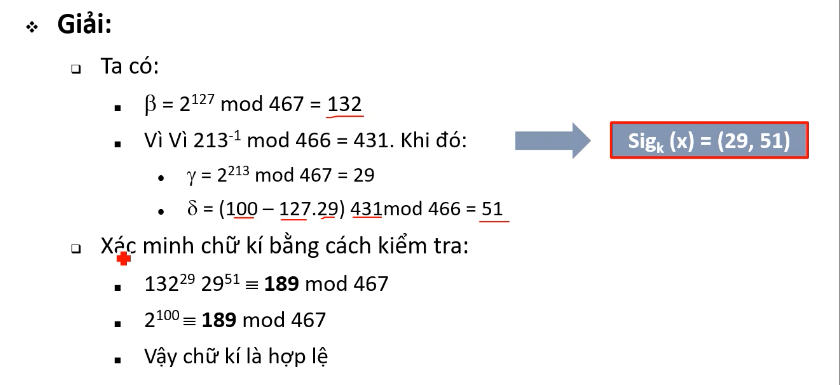 ❖ Giải:
❑ Ta có:
▪ β = 2¹²⁷ mod 467 = 132
▪ Vì Vì 213⁻¹ mod 466 = 431. Khi đó:
• γ = 2²¹³ mod 467 = 29
• δ = (100 – 127.29) 431mod 466 = 51
Sigₖ (x) = (29, 51)
❑ Xác minh chữ kí bằng cách kiểm tra:
▪ 132²⁹ 29⁵¹ ≡ 189 mod 467
▪ 2¹⁰⁰ ≡ 189 mod 467
▪ Vậy chữ kí là hợp lệ